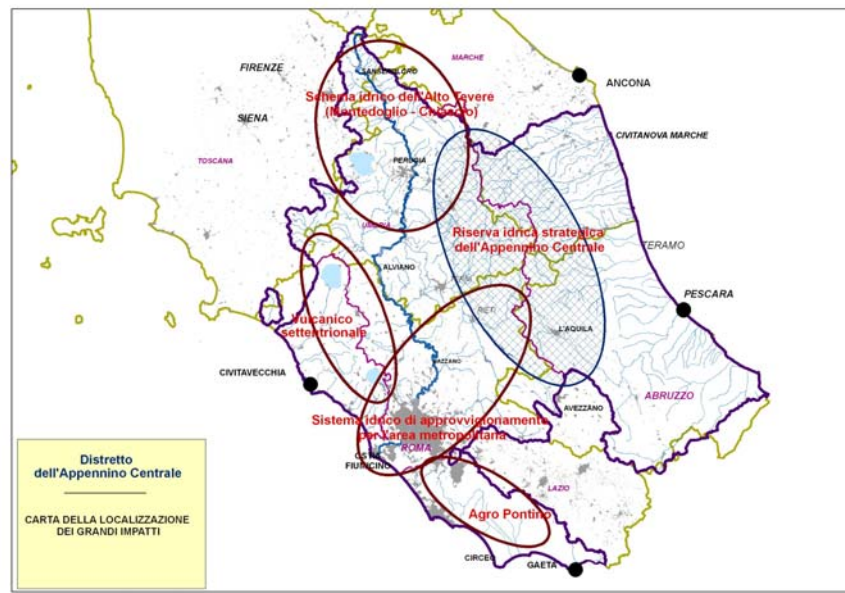 MARCHE
FIRENZE
SANSEPOLCRO
ANCONA
Schema idrico dell'Alto Tevere
(Montedoglio - Chiascio)
SIENA
CIVITANOVA MARCHE
TOSCANA
PERUGIA
UMBRIA
Riserva idrica strategica
dell'Appennino Centrale
TERAMO
ALVIANO
PESCARA
RIETI
Vulcanico
settentrionale
L'AQUILA
CIVITAVECCHIA
NAZZANO
ABRUZZO
AVEZZANO
Sistema idrico di approvvigionamento
per l'area metropolitana
ROMA
OSTIA
FIUMICINO
LAZIO
Agro Pontino
CIRCEO
GAETA
Distretto
dell'Appennino Centrale
CARTA DELLA LOCALIZZAZIONE
DEI GRANDI IMPATTI